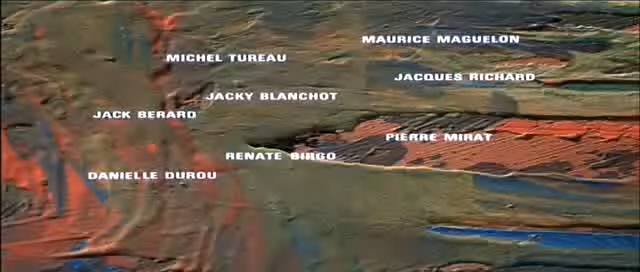 MAURICE MAGUELON
MICHEL TUREAU
JACQUES RICHARD
JACKY BLANCHOT
JACK BERARD
PIERRE MIRAT
RENATE BIRGO
DANIELLE DUROU